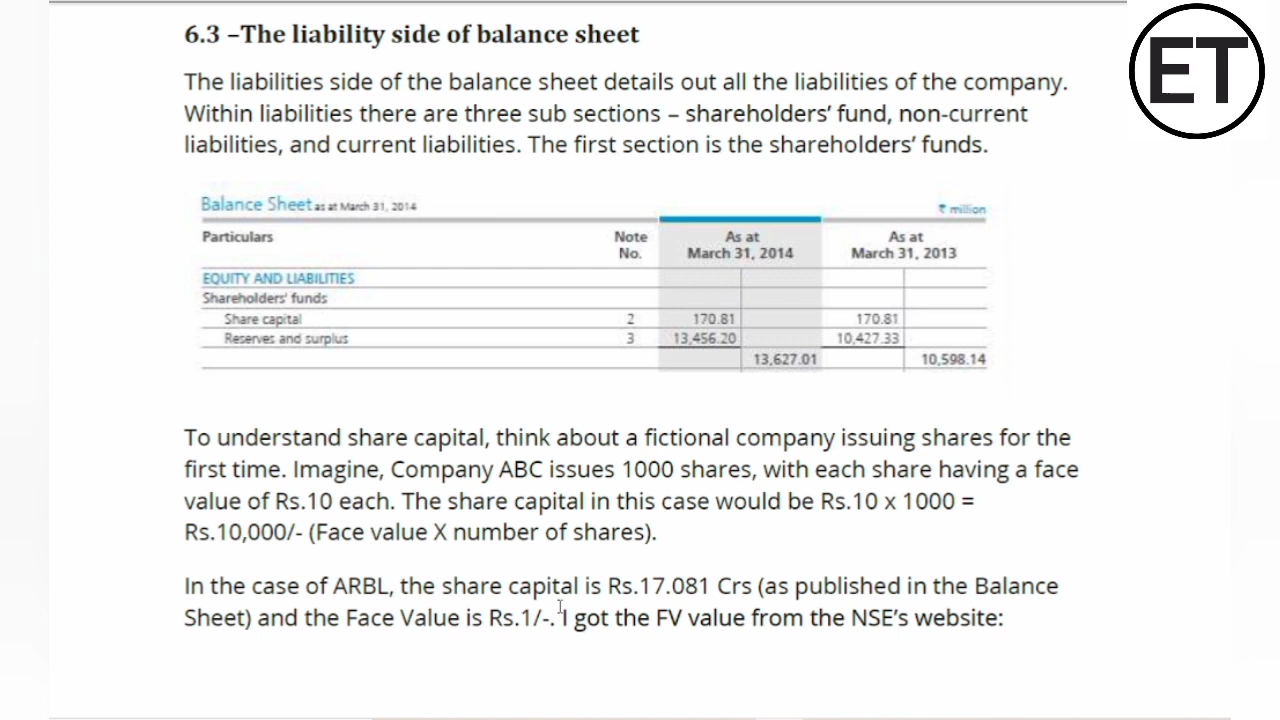 ET
6.3 –The liability side of balance sheet
The liabilities side of the balance sheet details out all the liabilities of the company.
Within liabilities there are three sub sections – shareholders’ fund, non-current
liabilities, and current liabilities. The first section is the shareholders’ funds.
Balance Sheet as at March 31, 2014 ₹ million
Particulars Note No. As at March 31, 2014 As at March 31, 2013
EQUITY AND LIABILITIES
Shareholders' funds
Share capital 2 170.81 170.81
Reserves and surplus 3 13,456.20 10,427.33
13,627.01 10,598.14
To understand share capital, think about a fictional company issuing shares for the
first time. Imagine, Company ABC issues 1000 shares, with each share having a face
value of Rs.10 each. The share capital in this case would be Rs.10 x 1000 =
Rs.10,000/- (Face value X number of shares).
In the case of ARBL, the share capital is Rs.17.081 Crs (as published in the Balance
Sheet) and the Face Value is Rs.1/-. I got the FV value from the NSE’s website: